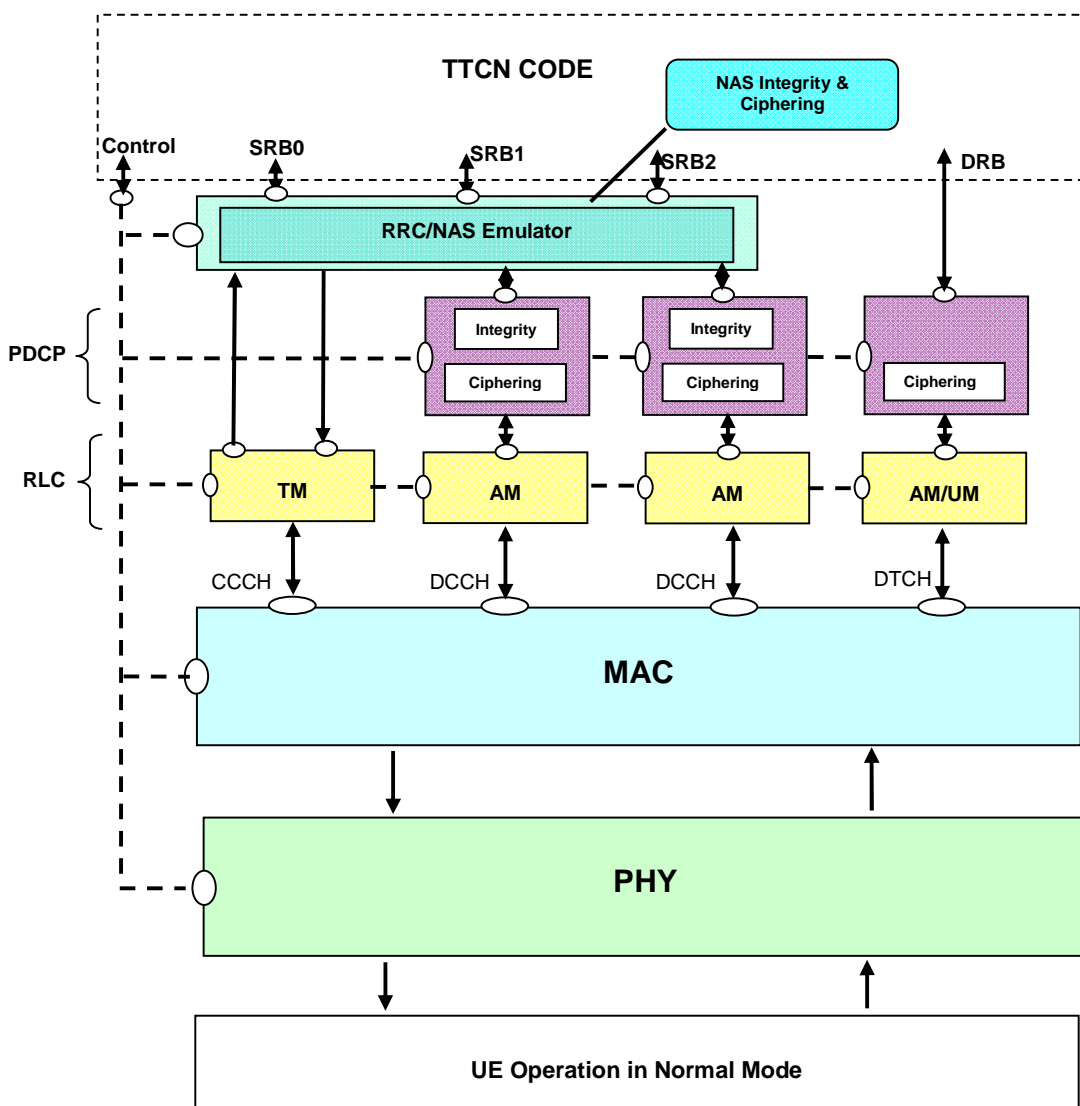 TTCN CODE
NAS Integrity &
Ciphering
Control
SRB0
SRB1
SRB2
DRB
RRC/NAS Emulator
PDCP
Integrity
Ciphering
Integrity
Ciphering
Ciphering
RLC
TM
AM
AM
AM/UM
CCCH
DCCH
DCCH
DTCH
MAC
PHY
UE Operation in Normal Mode